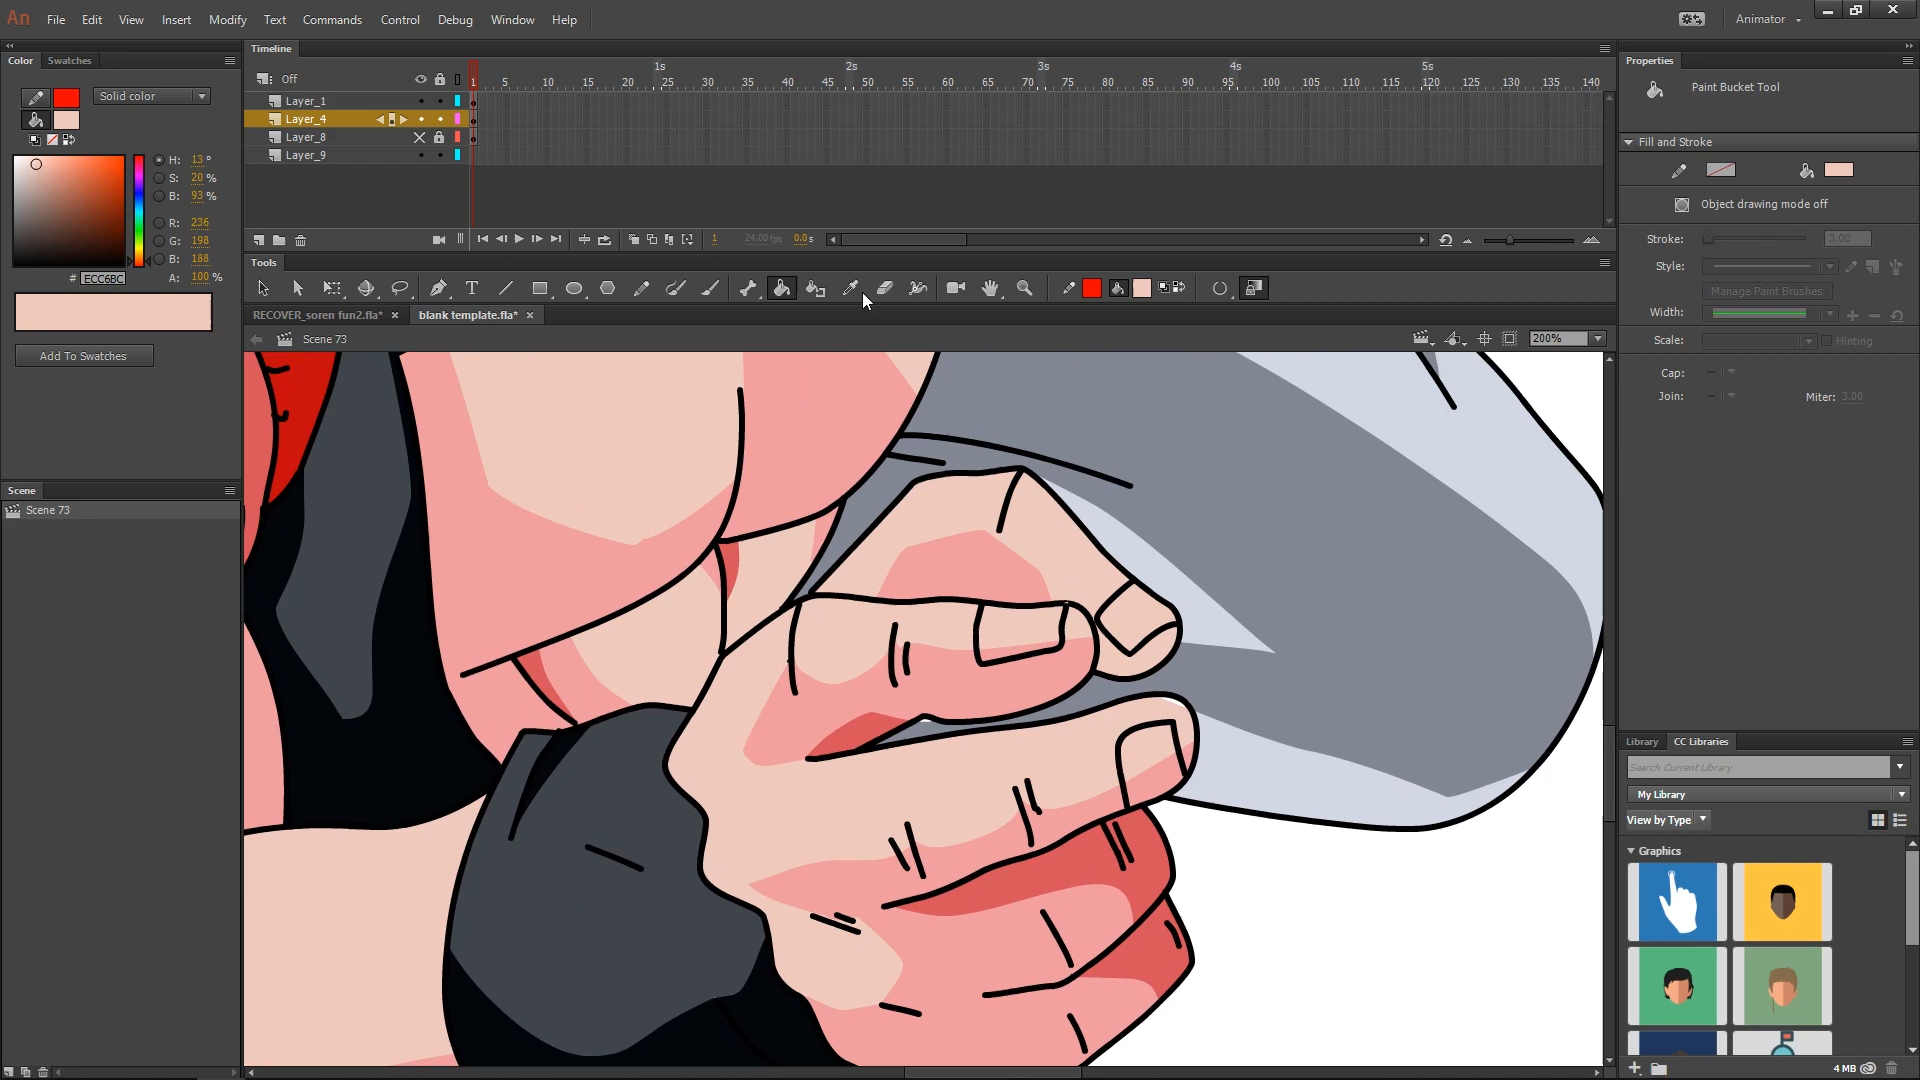 An File Edit View Insert Modify Text Commands Control Debug Window Help Animator
Color Swatches
Solid color
H: 13 °
S: 20 %
B: 93 %
R: 236
G: 198
B: 188
# ECC6BC A: 100 %
Add To Swatches
Scene
Scene 73
Timeline
1s 2s 3s 4s 5s
Off 1 5 10 15 20 25 30 35 40 45 50 55 60 65 70 75 80 85 90 95 100 105 110 115 120 125 130 135 140
Layer_1
Layer_4
Layer_8
Layer_9
1 24.00 fps 0.0 s
Tools
RECOVER_soren fun2.fla* × blank template.fla* ×
Scene 73 200%
Properties
Paint Bucket Tool
Fill and Stroke
Object drawing mode off
Stroke: 3.00
Style:
Manage Paint Brushes
Width:
Scale: Hinting
Cap:
Join: Miter: 3.00
Library CC Libraries
Search Current Library
My Library
View by Type
Graphics
4 MB